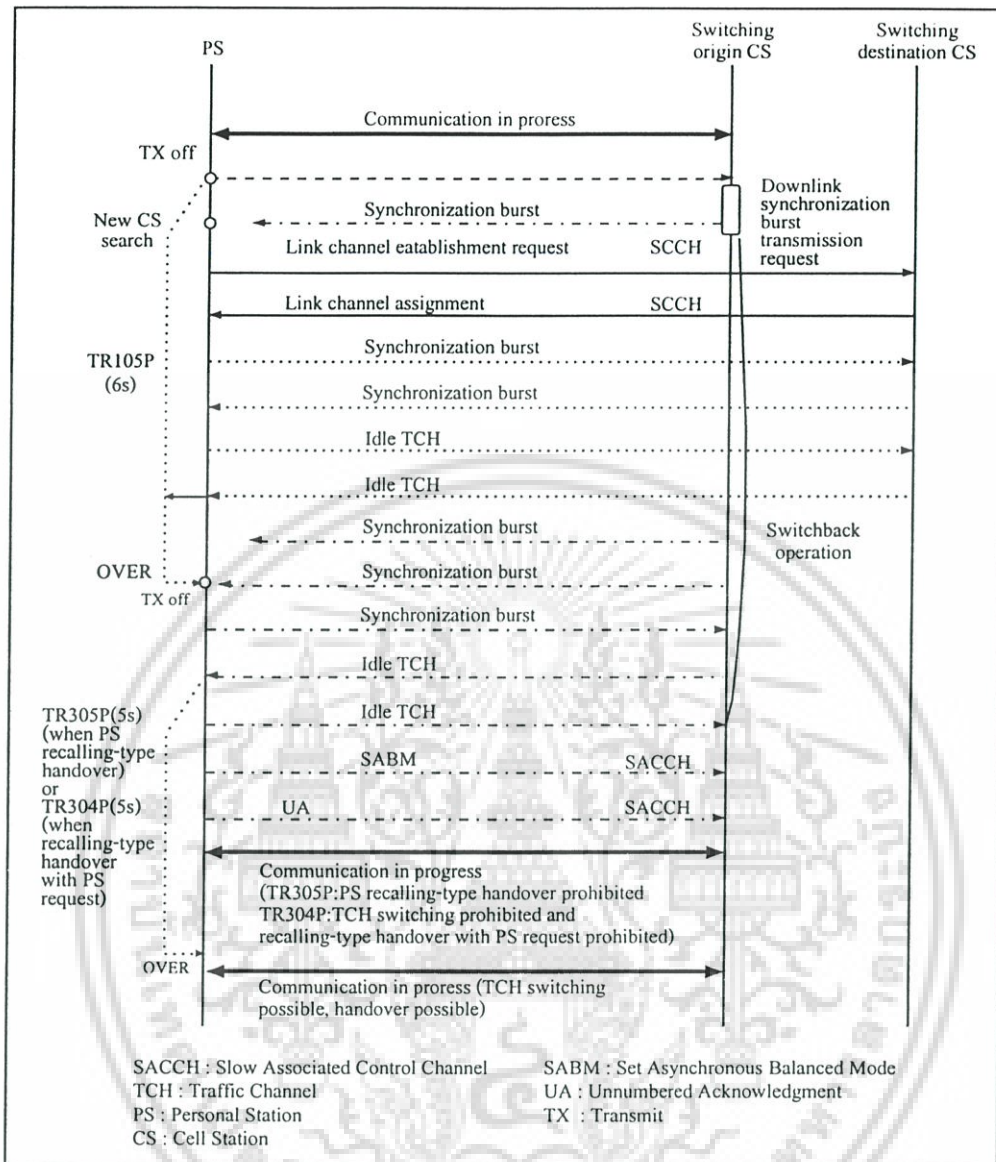 PS
Switching
origin CS
Switching
destination CS
Communication in proress
TX off
Downlink
synchronization
burst
transmission
request
Synchronization burst
New CS
search
Link channel eatablishment request SCCH
Link channel assignment SCCH
Synchronization burst
TR105P
(6s)
Synchronization burst
Idle TCH
Idle TCH
Synchronization burst
Switchback
operation
OVER
Synchronization burst
TX off
Synchronization burst
Idle TCH
Idle TCH
TR305P(5s)
(when PS
recalling-type
handover)
or
TR304P(5s)
(when
recalling-type
handover
with PS
request)
SABM SACCH
UA SACCH
Communication in progress
(TR305P:PS recalling-type handover prohibited
TR304P:TCH switching prohibited and
recalling-type handover with PS request prohibited)
OVER
Communication in proress (TCH switching
possible, handover possible)
SACCH : Slow Associated Control Channel
TCH : Traffic Channel
PS : Personal Station
CS : Cell Station
SABM : Set Asynchronous Balanced Mode
UA : Unnumbered Acknowledgment
TX : Transmit